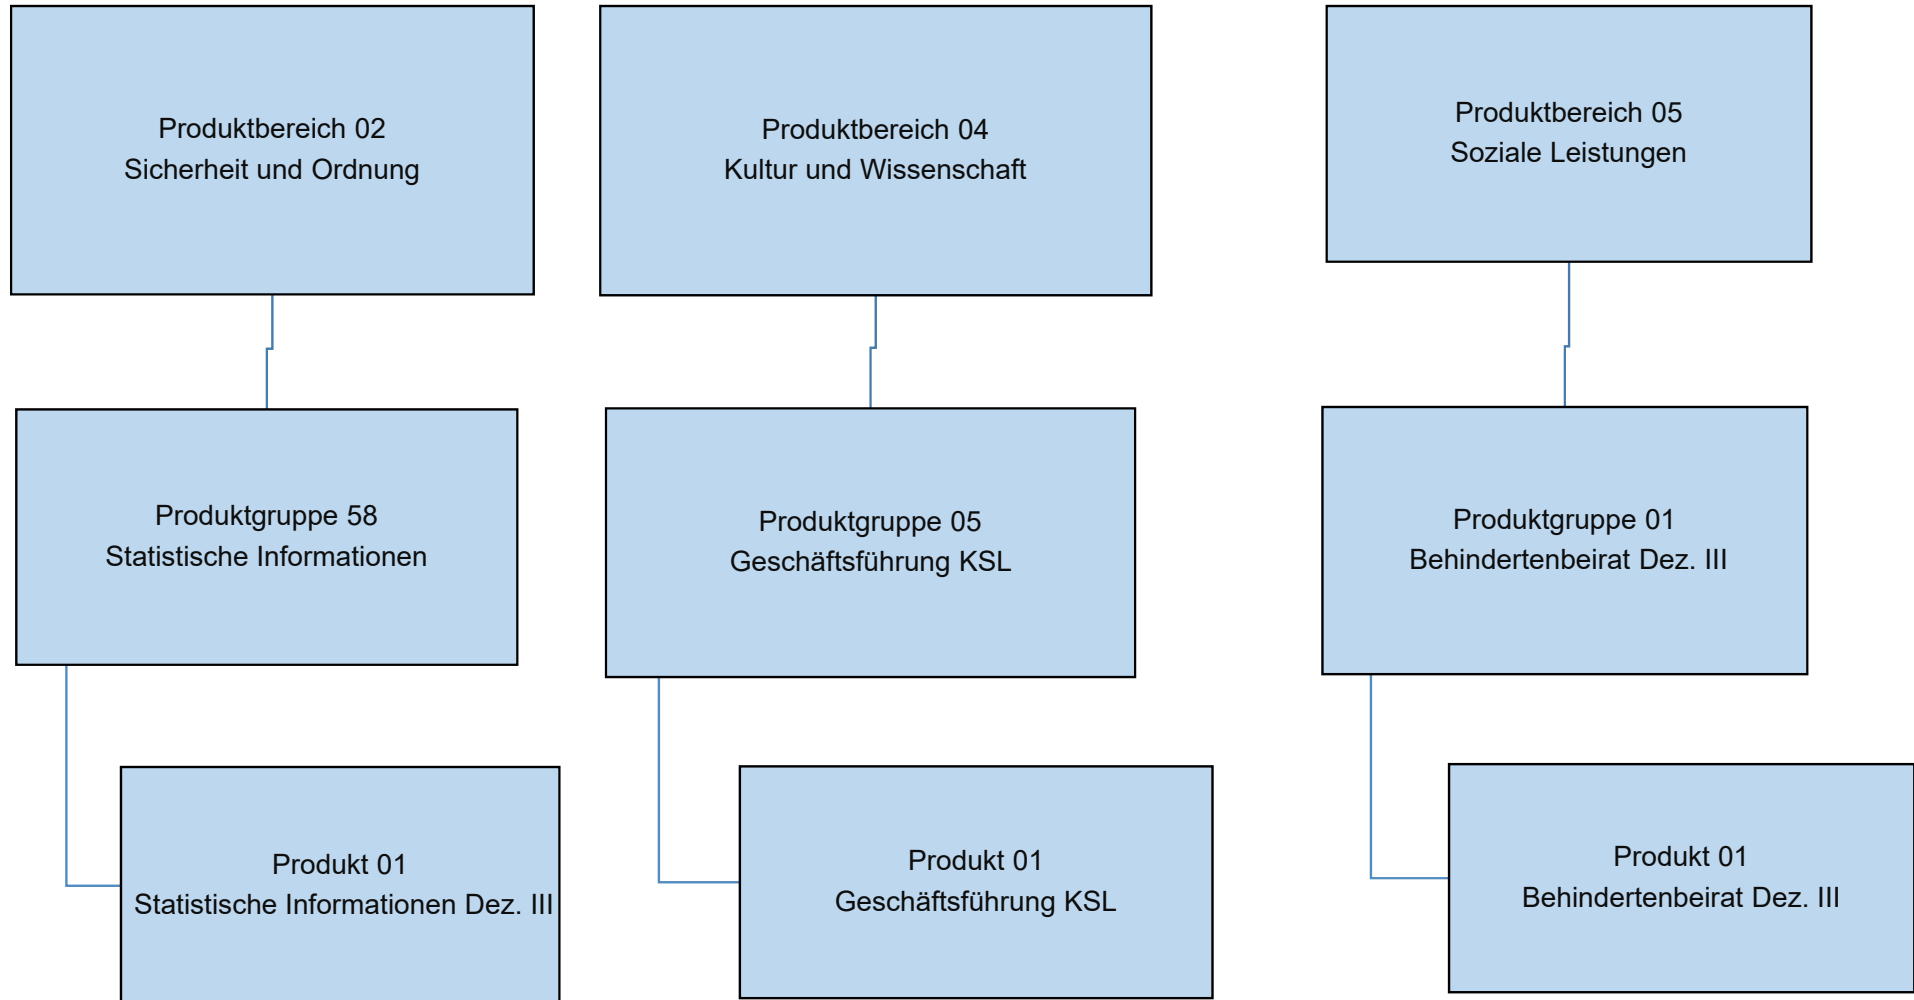 Produktbereich 02
Sicherheit und Ordnung
Produktbereich 04
Kultur und Wissenschaft
Produktbereich 05
Soziale Leistungen
Produktgruppe 58
Statistische Informationen
Produktgruppe 05
Geschäftsführung KSL
Produktgruppe 01
Behindertenbeirat Dez. III
Produkt 01
Statistische Informationen Dez. III
Produkt 01
Geschäftsführung KSL
Produkt 01
Behindertenbeirat Dez. III